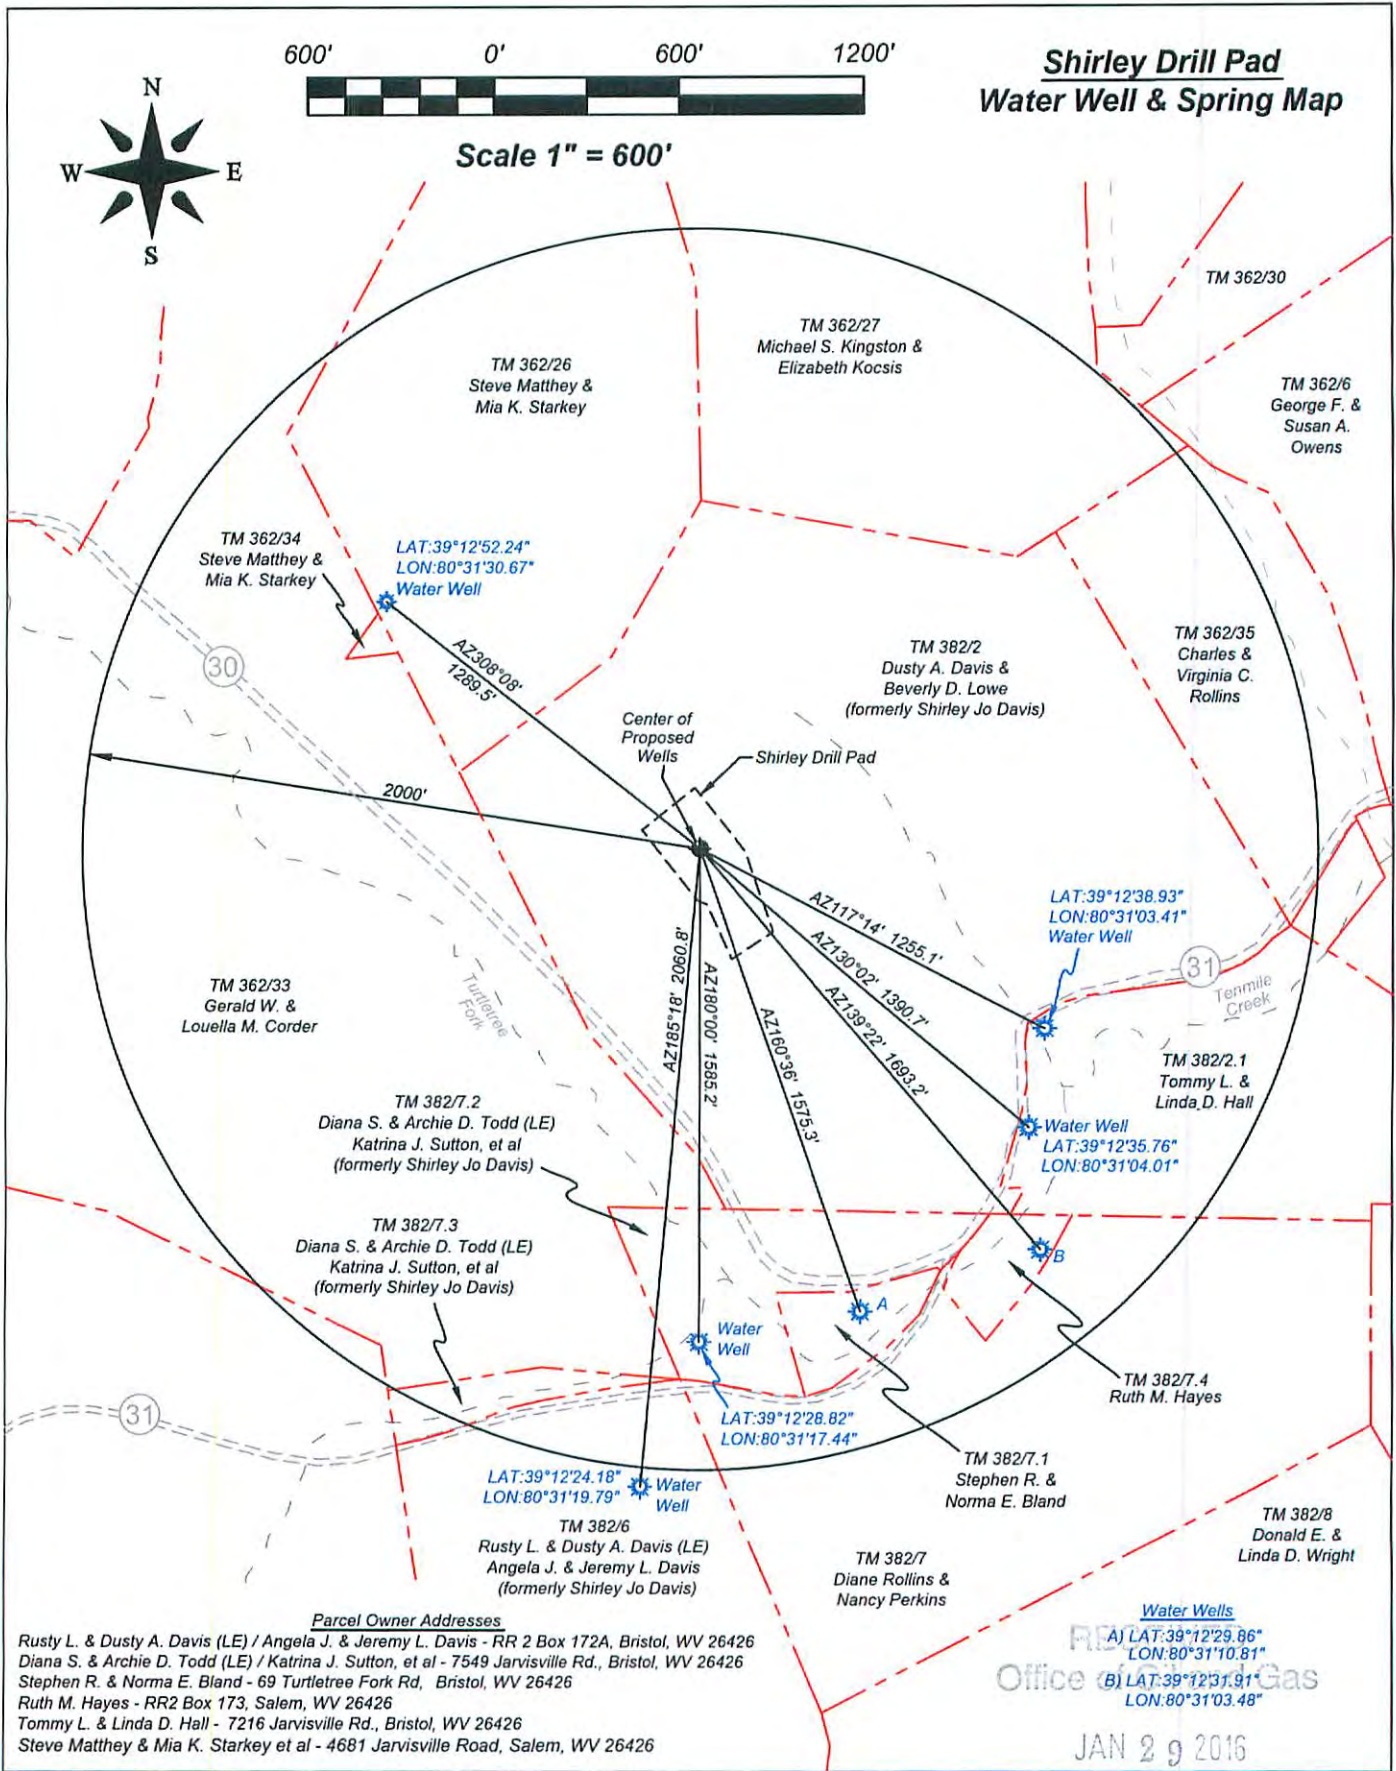 600' 0' 600' 1200'
Scale 1" = 600'
Shirley Drill Pad
Water Well & Spring Map
N
W E
S
TM 362/30
TM 362/27
Michael S. Kingston &
Elizabeth Kocsis
TM 362/26
Steve Matthey &
Mia K. Starkey
TM 362/6
George F. &
Susan A.
Owens
TM 362/34
Steve Matthey &
Mia K. Starkey
LAT:39°12'52.24"
LON:80°31'30.67"
Water Well
30
AZ308°08'
1289.5'
TM 382/2
Dusty A. Davis &
Beverly D. Lowe
(formerly Shirley Jo Davis)
TM 362/35
Charles &
Virginia C.
Rollins
Center of
Proposed
Wells
Shirley Drill Pad
2000'
AZ117°14' 1255.1'
AZ130°02' 1390.7'
AZ139°22' 1693.2'
AZ160°36' 1575.3'
AZ180°00' 1585.2'
AZ185°18' 2060.8'
LAT:39°12'38.93"
LON:80°31'03.41"
Water Well
31
Tenmile
Creek
TM 362/33
Gerald W. &
Louella M. Corder
Turtletree
Fork
TM 382/2.1
Tommy L. &
Linda D. Hall
TM 382/7.2
Diana S. & Archie D. Todd (LE)
Katrina J. Sutton, et al
(formerly Shirley Jo Davis)
Water Well
LAT:39°12'35.76"
LON:80°31'04.01"
TM 382/7.3
Diana S. & Archie D. Todd (LE)
Katrina J. Sutton, et al
(formerly Shirley Jo Davis)
B
A
Water
Well
TM 382/7.4
Ruth M. Hayes
31
LAT:39°12'28.82"
LON:80°31'17.44"
TM 382/7.1
Stephen R. &
Norma E. Bland
LAT:39°12'24.18"
LON:80°31'19.79"
Water
Well
TM 382/6
Rusty L. & Dusty A. Davis (LE)
Angela J. & Jeremy L. Davis
(formerly Shirley Jo Davis)
TM 382/7
Diane Rollins &
Nancy Perkins
TM 382/8
Donald E. &
Linda D. Wright
Parcel Owner Addresses
Rusty L. & Dusty A. Davis (LE) / Angela J. & Jeremy L. Davis - RR 2 Box 172A, Bristol, WV 26426
Diana S. & Archie D. Todd (LE) / Katrina J. Sutton, et al - 7549 Jarvisville Rd., Bristol, WV 26426
Stephen R. & Norma E. Bland - 69 Turtletree Fork Rd, Bristol, WV 26426
Ruth M. Hayes - RR2 Box 173, Salem, WV 26426
Tommy L. & Linda D. Hall - 7216 Jarvisville Rd., Bristol, WV 26426
Steve Matthey & Mia K. Starkey et al - 4681 Jarvisville Road, Salem, WV 26426
Water Wells
A) LAT:39°12'29.86"
LON:80°31'10.81"
B) LAT:39°12'31.91"
LON:80°31'03.48"
RECEIVED
Office of Oil and Gas
JAN 29 2016